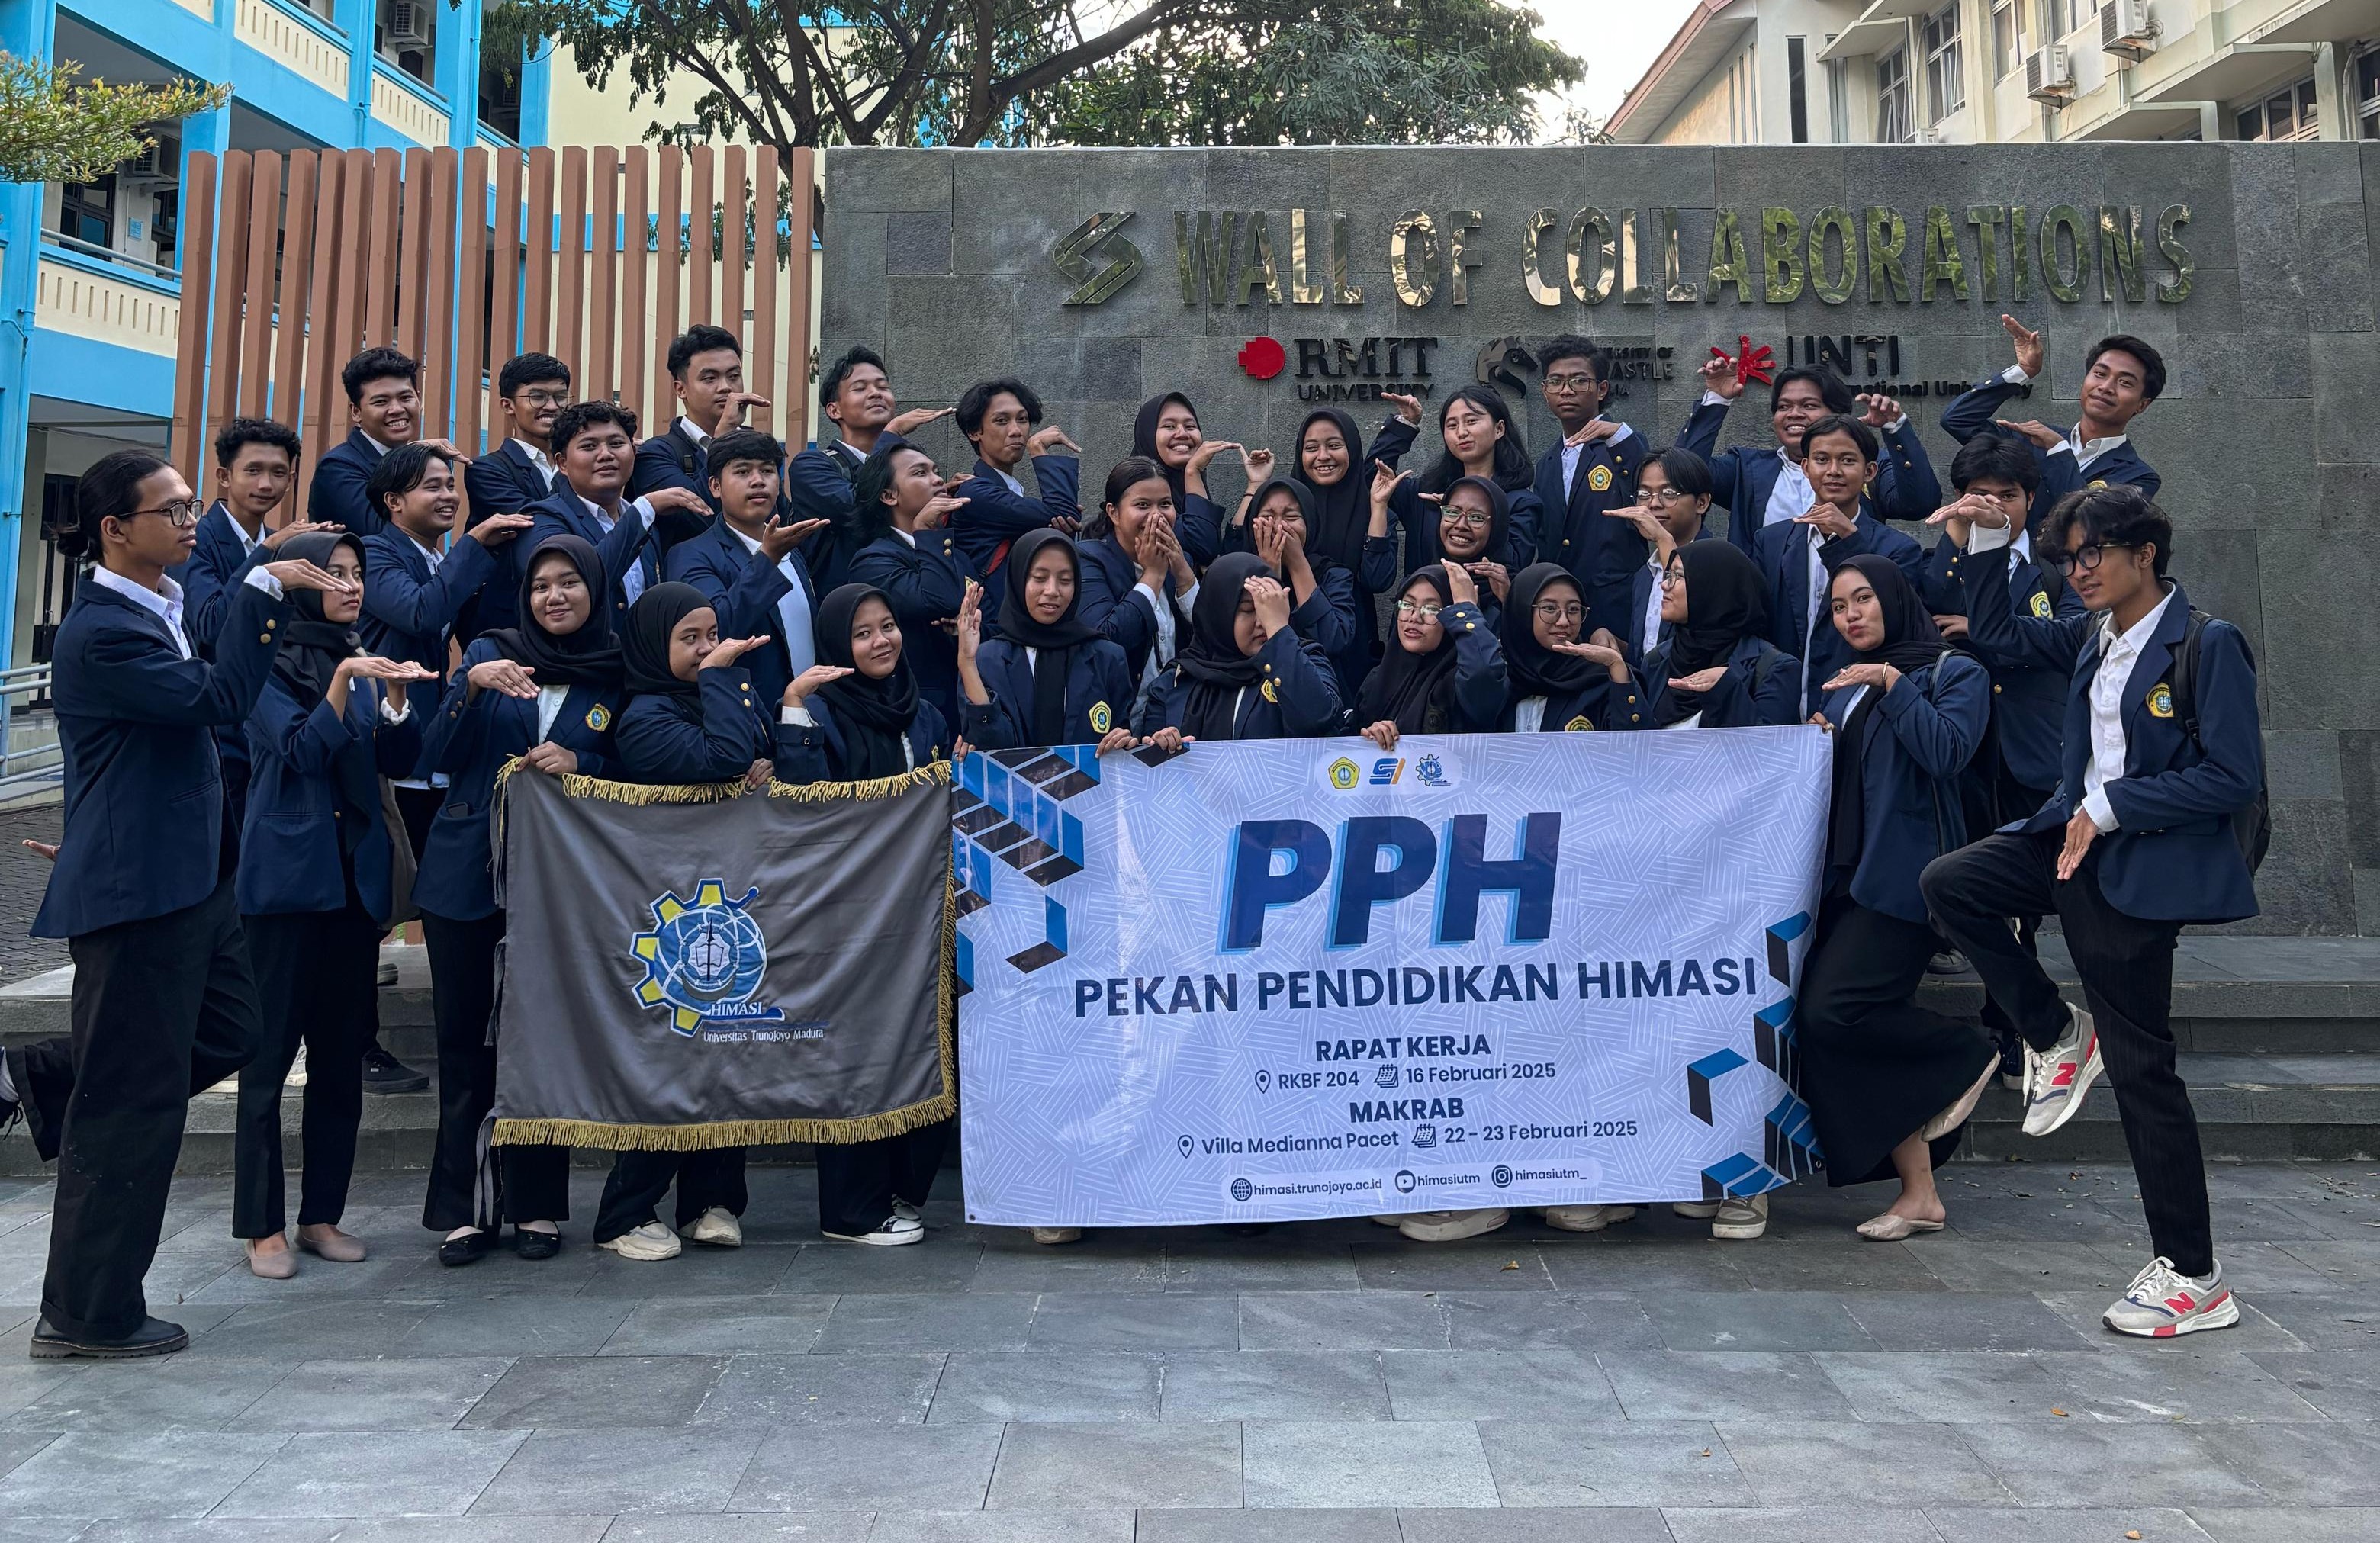 WALL OF COLLABORATIONS
RMIT
UNIVERSITY
UNTI
HIMASI
Universitas Trunojoyo Madura
PPH
PEKAN PENDIDIKAN HIMASI
RAPAT KERJA
RKBF 204 16 Februari 2025
MAKRAB
Villa Medianna Pacet 22 - 23 Februari 2025
himasi.trunojoyo.ac.id himasiutm himasiutm_